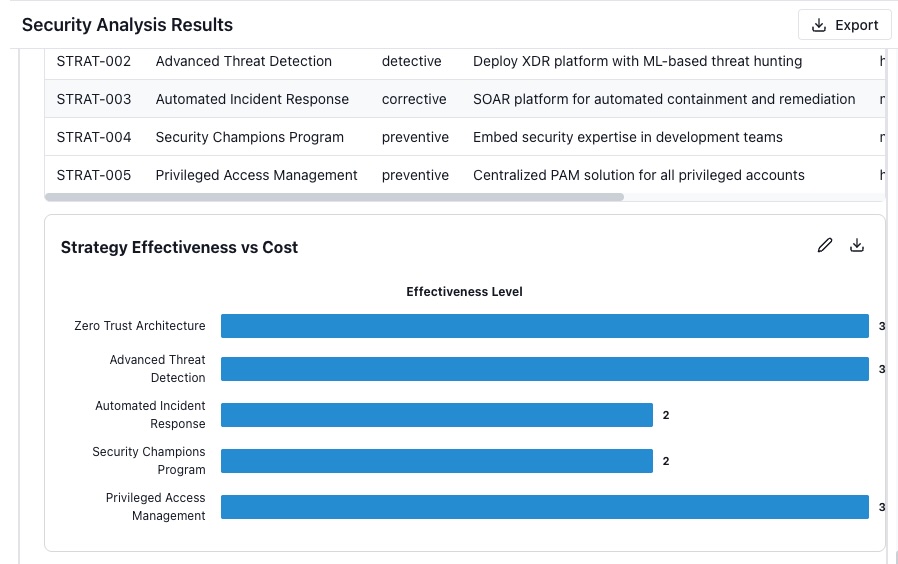 Security Analysis Results
Export
STRAT-002 Advanced Threat Detection detective Deploy XDR platform with ML-based threat hunting
STRAT-003 Automated Incident Response corrective SOAR platform for automated containment and remediation
STRAT-004 Security Champions Program preventive Embed security expertise in development teams
STRAT-005 Privileged Access Management preventive Centralized PAM solution for all privileged accounts
Strategy Effectiveness vs Cost
Effectiveness Level
Zero Trust Architecture 3
Advanced Threat
Detection 3
Automated Incident
Response 2
Security Champions
Program 2
Privileged Access
Management 3